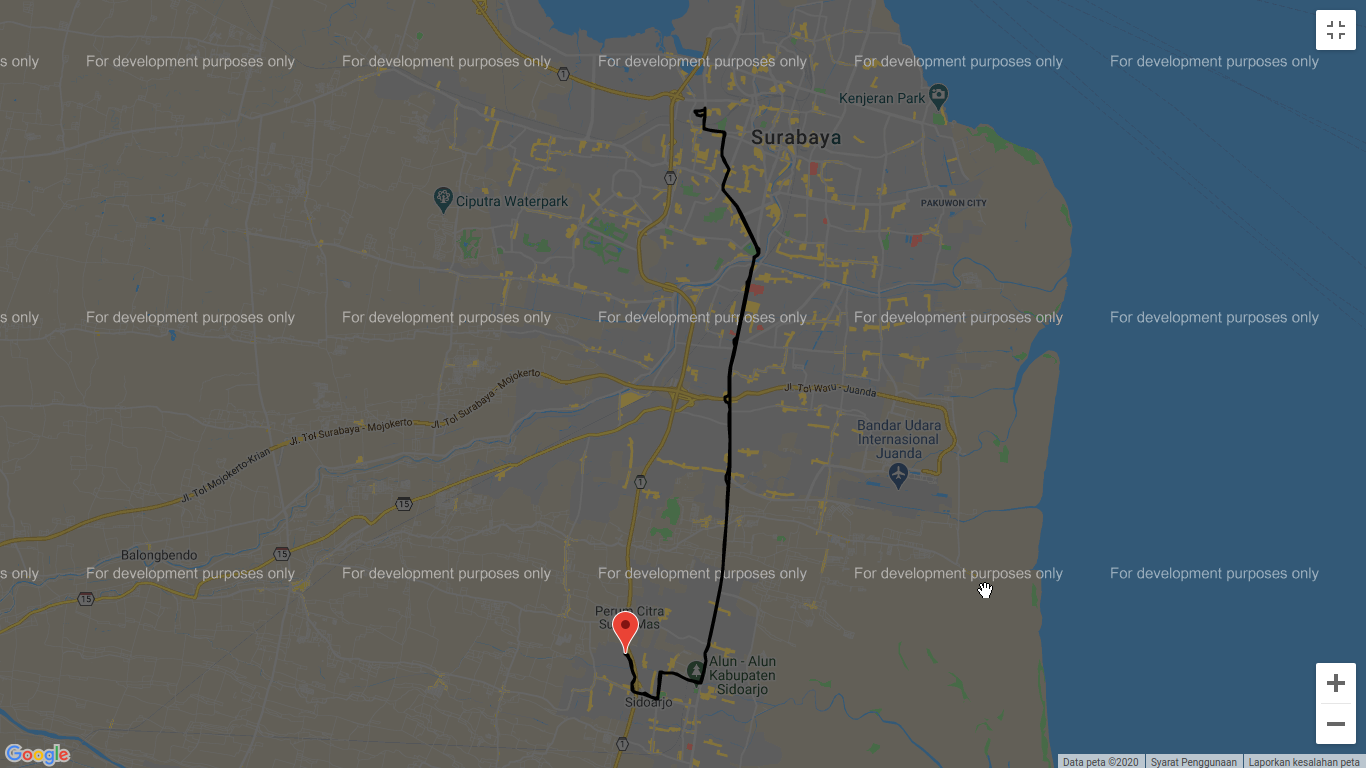 s only
For development purposes only
For development purposes only
For development purposes only
For development purposes only
For development purposes only
1
Kenjeran Park
Surabaya
1
Ciputra Waterpark
PAKUWON CITY
s only
For development purposes only
For development purposes only
For development purposes only
For development purposes only
For development purposes only
Jl. Tol Surabaya - Mojokerto
Jl. Tol Waru - Juanda
Jl. Tol Surabaya - Mojokerto
Jl. Tol Mojokerto-Krian
Bandar Udara
Internasional
Juanda
1
15
Balongbendo
15
s only
For development purposes only
For development purposes only
For development purposes only
For development purposes only
For development purposes only
15
Perum Citra
Mas
Alun - Alun
Kabupaten
Sidoarjo
Sidoarjo
1
Google
Data peta ©2020
Syarat Penggunaan
Laporkan kesalahan peta